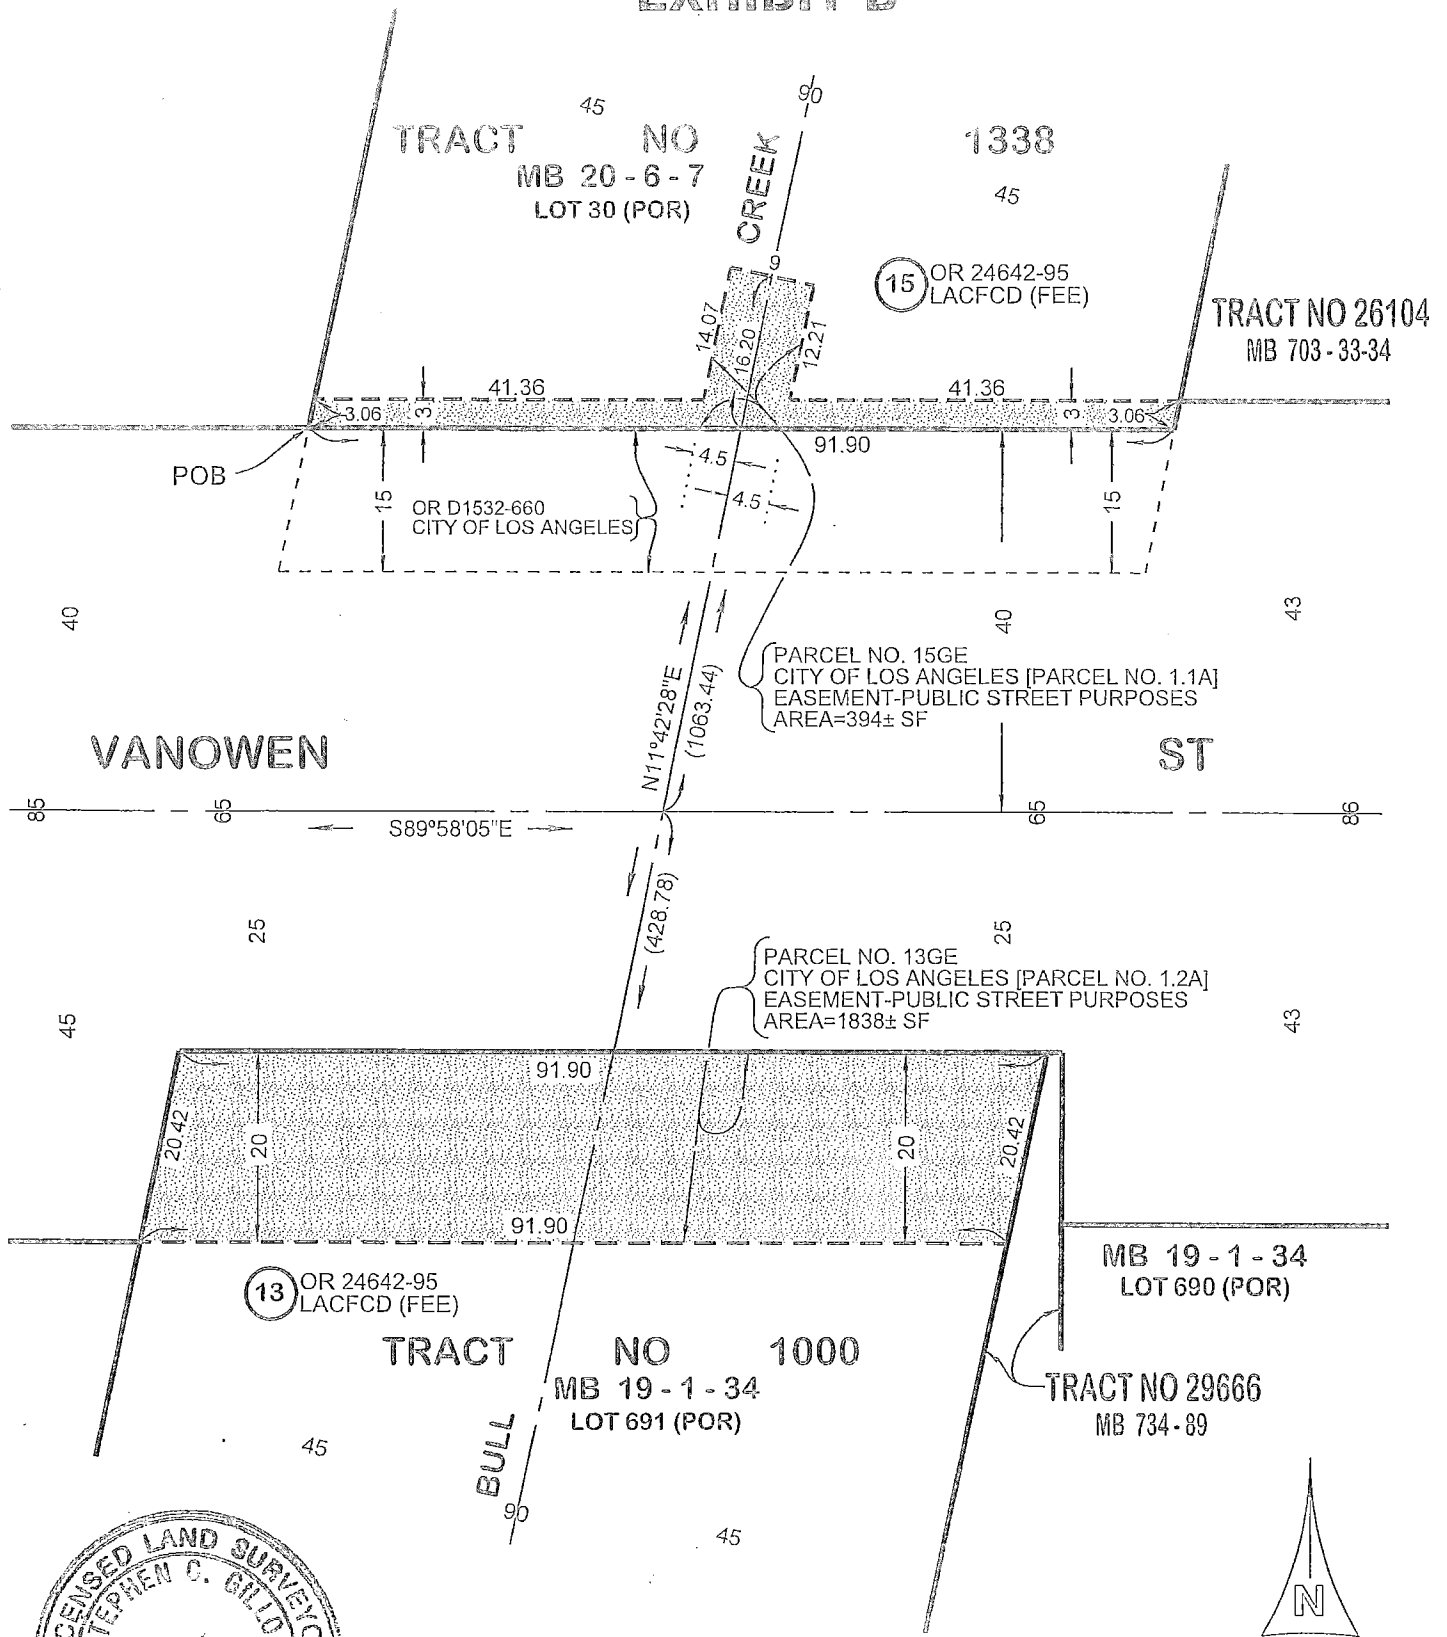 EXHIBIT B
45
90
TRACT NO 1338
MB 20 - 6 - 7
LOT 30 (POR)
CREEK
45
9
15
OR 24642-95
LACFCD (FEE)
TRACT NO 26104
MB 703 - 33-34
14.07
16.20
12.21
41.36
41.36
3.06
3
3
3.06
91.90
POB
4.5
4.5
15
OR D1532-660
CITY OF LOS ANGELES
15
40
40
43
PARCEL NO. 15GE
CITY OF LOS ANGELES [PARCEL NO. 1.1A]
EASEMENT-PUBLIC STREET PURPOSES
AREA=394± SF
N11°42'28"E
(1063.44)
VANOWEN ST
85
65
S89°58'05"E
65
86
(428.78)
25
25
PARCEL NO. 13GE
CITY OF LOS ANGELES [PARCEL NO. 1.2A]
EASEMENT-PUBLIC STREET PURPOSES
AREA=1838± SF
45
43
91.90
20.42
20
20
20.42
91.90
13
OR 24642-95
LACFCD (FEE)
MB 19 - 1 - 34
LOT 690 (POR)
TRACT NO 1000
MB 19 - 1 - 34
LOT 691 (POR)
TRACT NO 29666
MB 734 - 89
BULL
45
90
45
CENSED LAND SURVEYO
TEPHEN C. GILLO
N